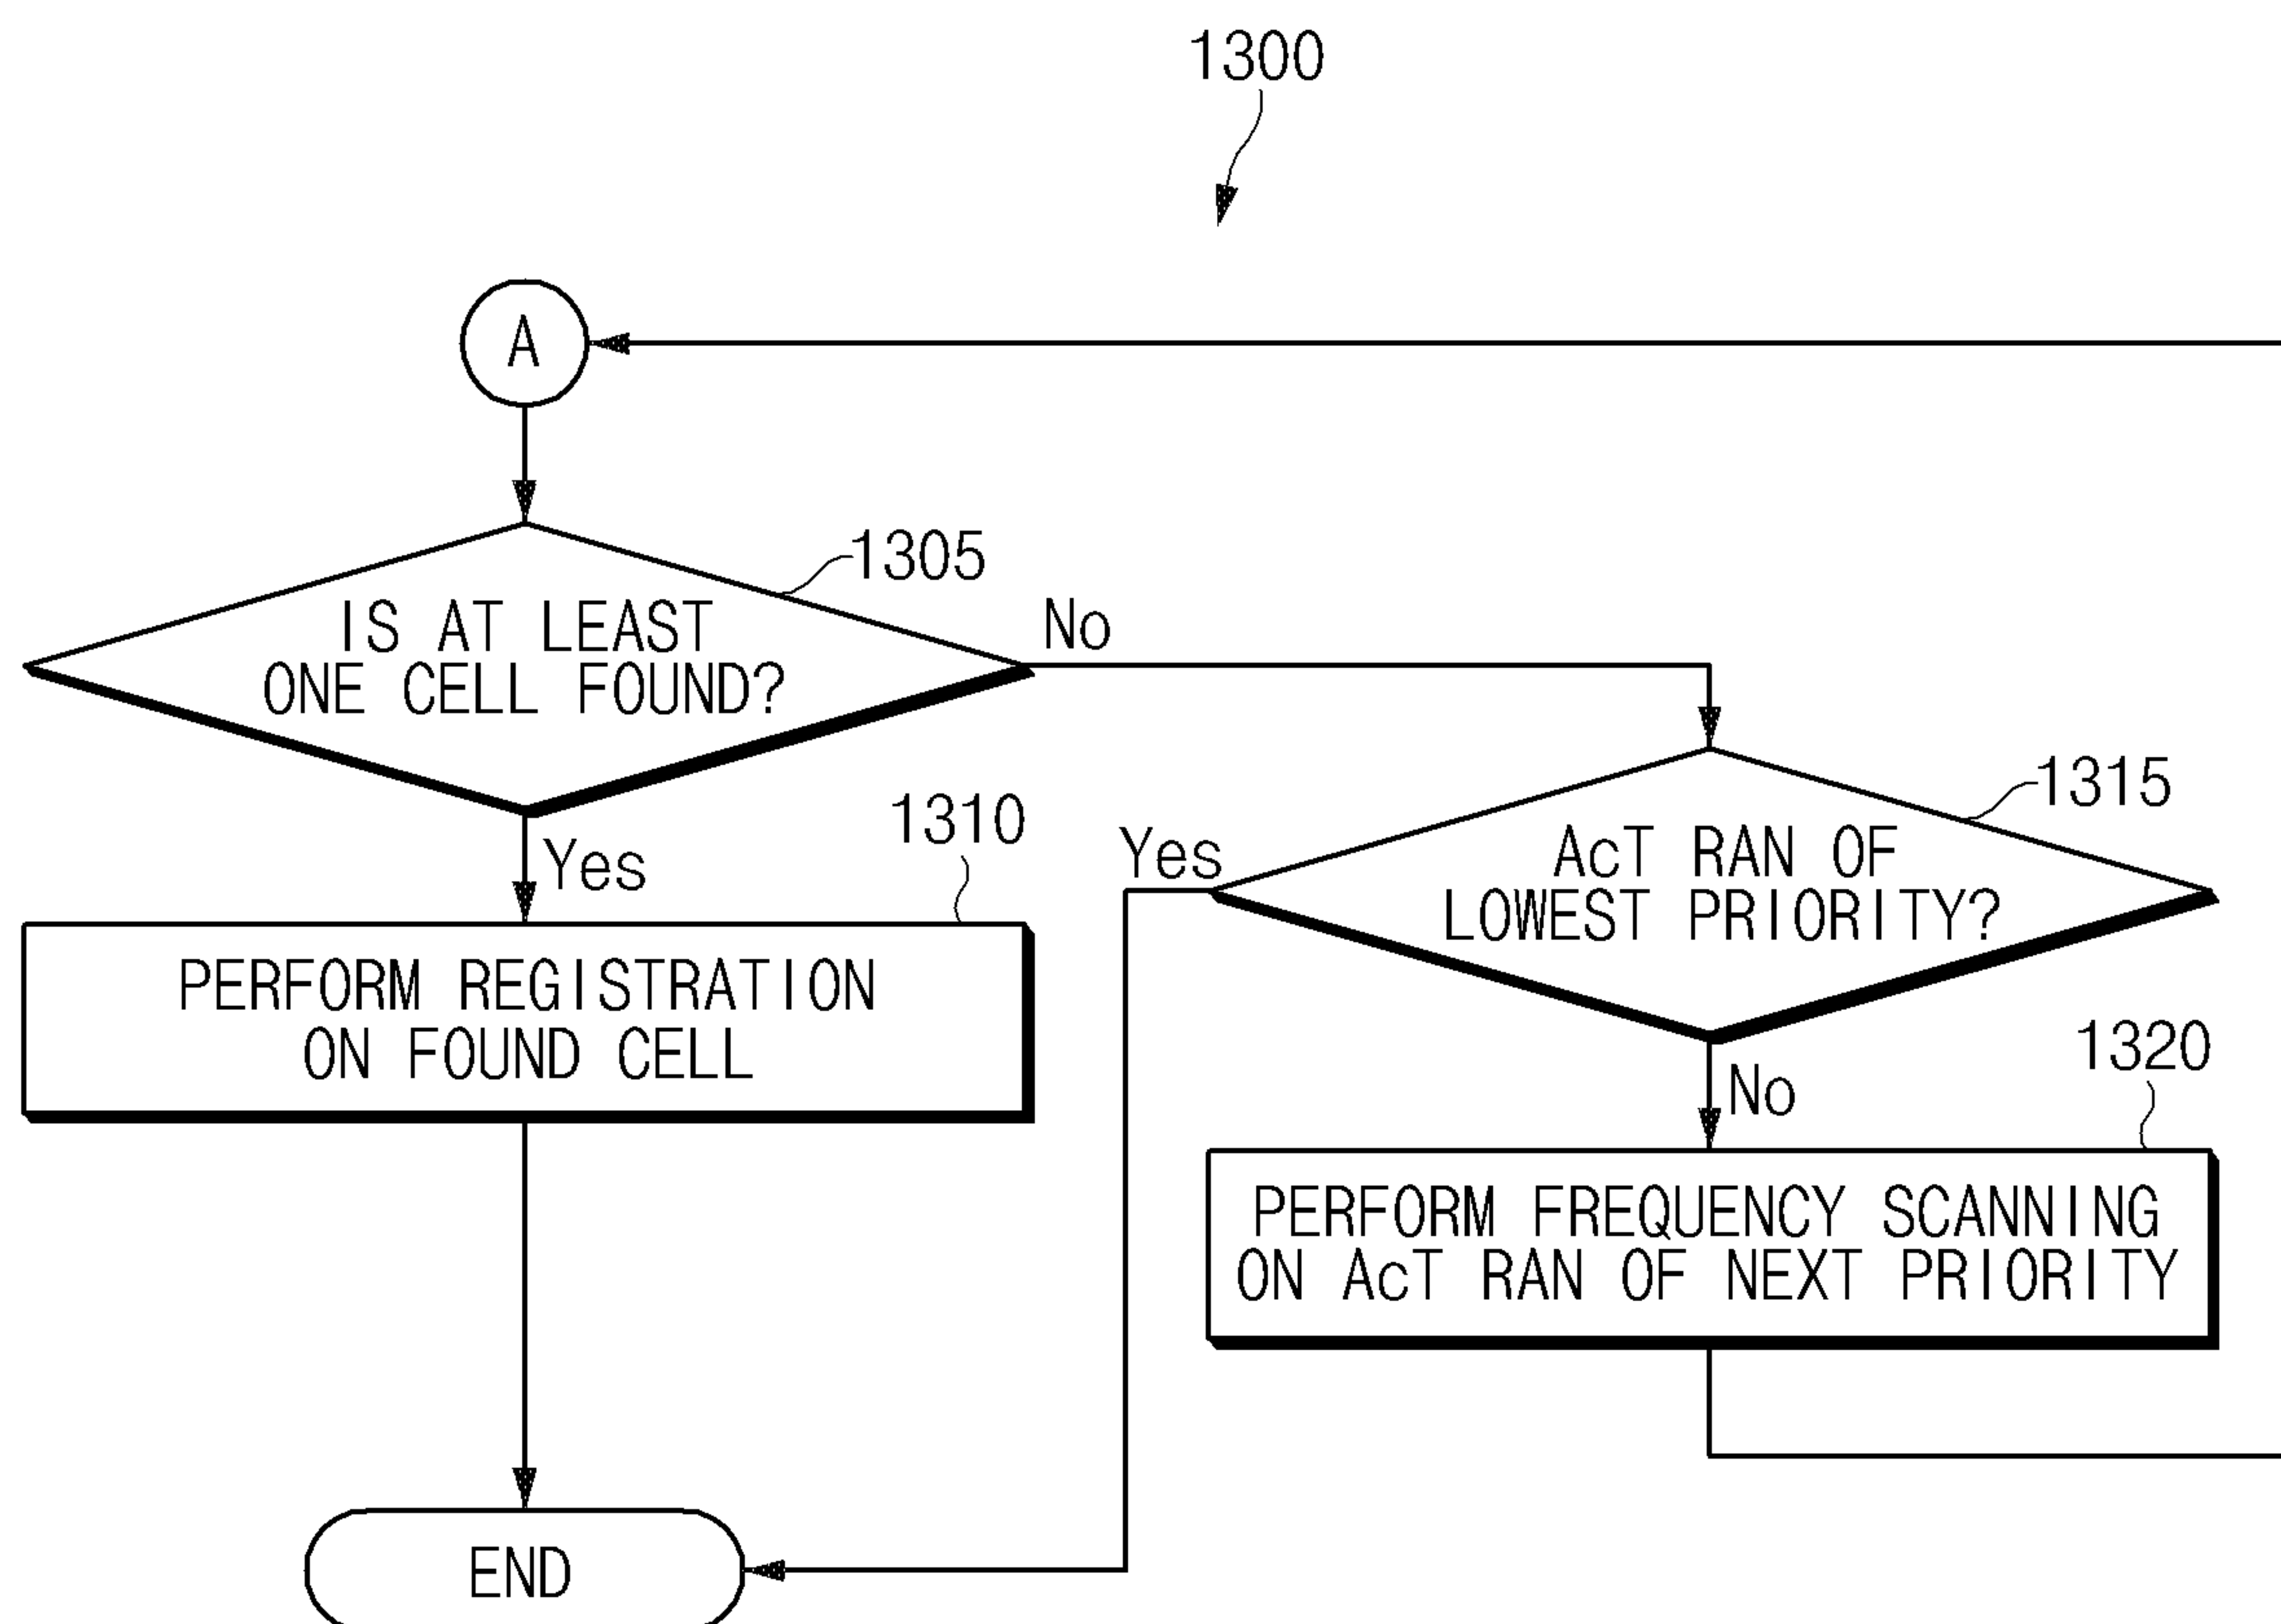 1300
A
1305
IS AT LEAST
ONE CELL FOUND?
No
Yes
1310
PERFORM REGISTRATION
ON FOUND CELL
1315
AcT RAN OF
LOWEST PRIORITY?
Yes
No
1320
PERFORM FREQUENCY SCANNING
ON AcT RAN OF NEXT PRIORITY
END